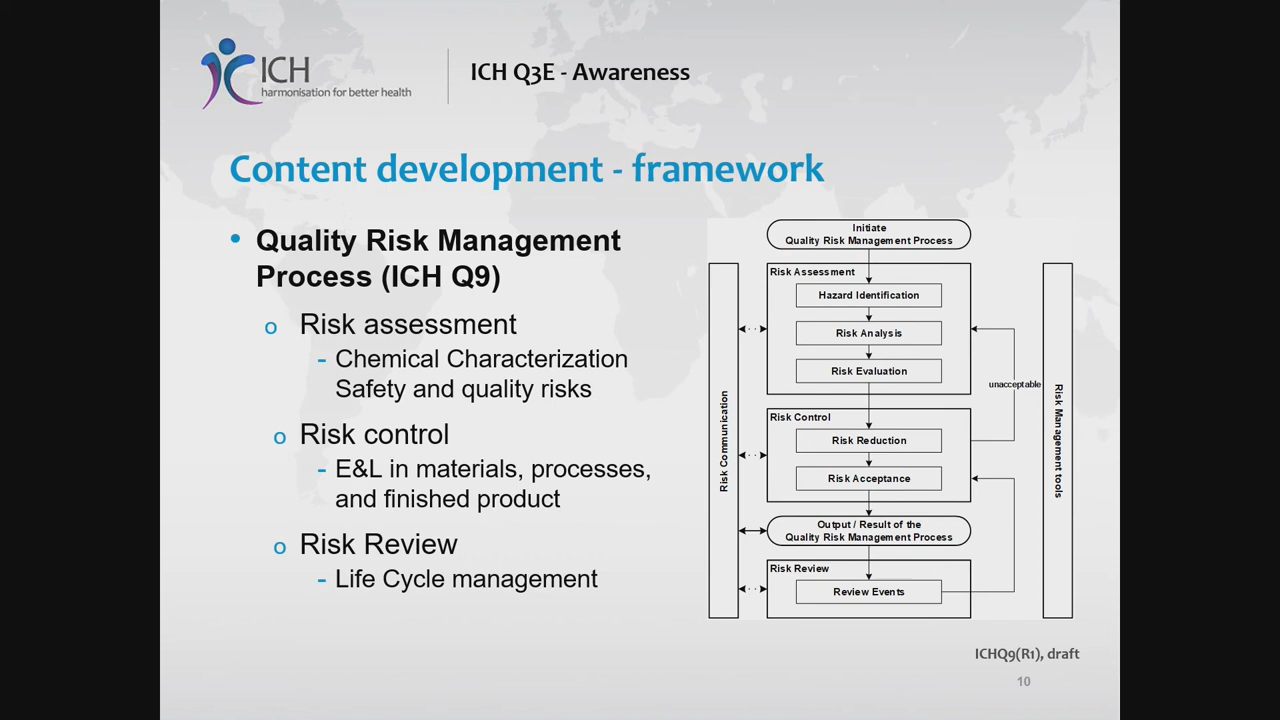 ICH
harmonisation for better health
ICH Q3E - Awareness
Content development - framework
• Quality Risk Management
Process (ICH Q9)
o Risk assessment
- Chemical Characterization
Safety and quality risks
o Risk control
- E&L in materials, processes,
and finished product
o Risk Review
- Life Cycle management
Initiate
Quality Risk Management Process
Risk Assessment
Hazard Identification
Risk Analysis
Risk Evaluation
unacceptable
Risk Control
Risk Reduction
Risk Acceptance
Risk Communication
Risk Management tools
Output / Result of the
Quality Risk Management Process
Risk Review
Review Events
ICHQ9(R1), draft
10